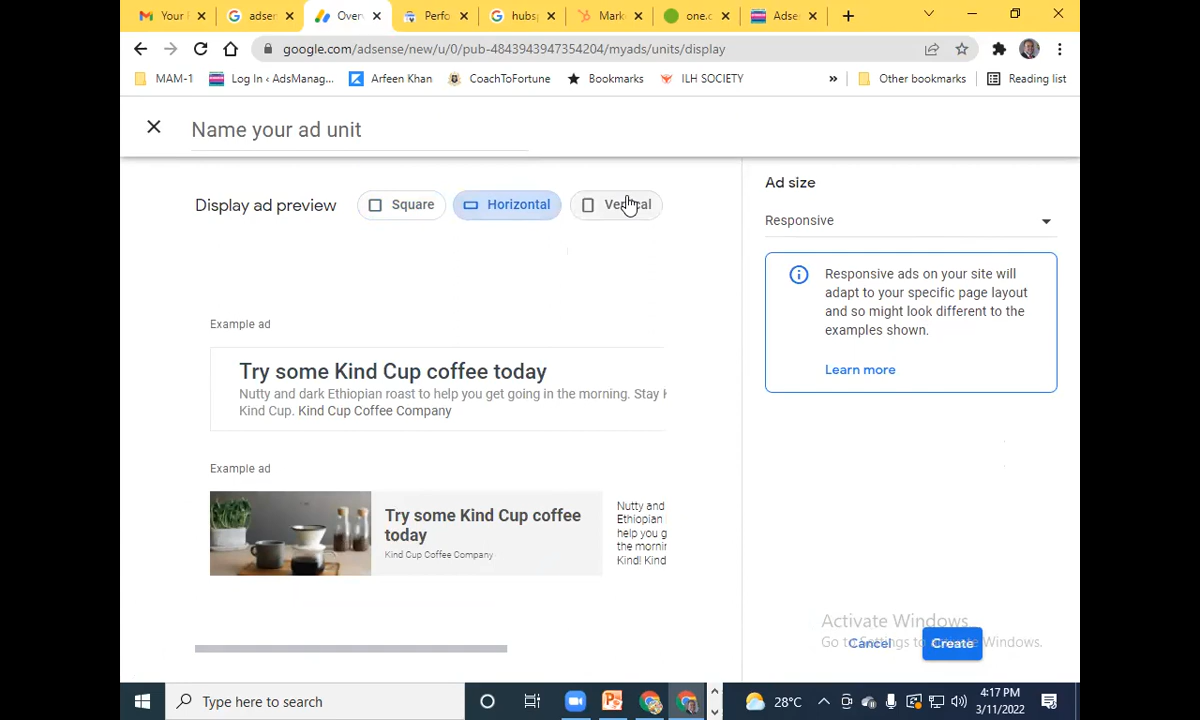 Your
adser
Over
Perfo
hubs
Mark
one.c
Adse
google.com/adsense/new/u/0/pub-4843943947354204/myads/units/display
MAM-1
Log In ‹ AdsManag...
Arfeen Khan
CoachToFortune
Bookmarks
ILH SOCIETY
»
Other bookmarks
Reading list
Name your ad unit
Display ad preview
Square
Horizontal
Vertical
Ad size
Responsive
Responsive ads on your site will
adapt to your specific page layout
and so might look different to the
examples shown.
Learn more
Example ad
Try some Kind Cup coffee today
Nutty and dark Ethiopian roast to help you get going in the morning. Stay K
Kind Cup. Kind Cup Coffee Company
Example ad
Try some Kind Cup coffee
today
Kind Cup Coffee Company
Nutty and
Ethiopian
help you g
the mornin
Kind! Kind
Activate Windows
Go to Settings to activate Windows.
Cancel
Create
Type here to search
28°C
4:17 PM
3/11/2022